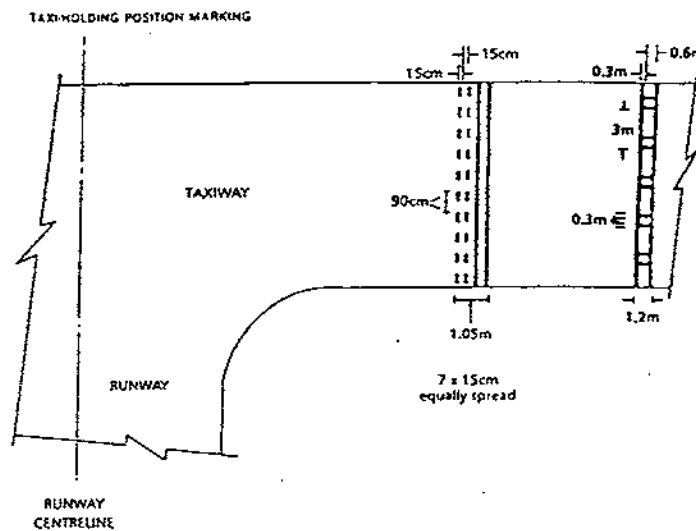 TAXI-HOLDING POSITION MARKING
15cm
0.6m
15cm
0.3m
3m
TAXIWAY
90cm
0.3m
1.05m
1.2m
RUNWAY
7 x 15cm
equally spread
RUNWAY
CENTRELINE